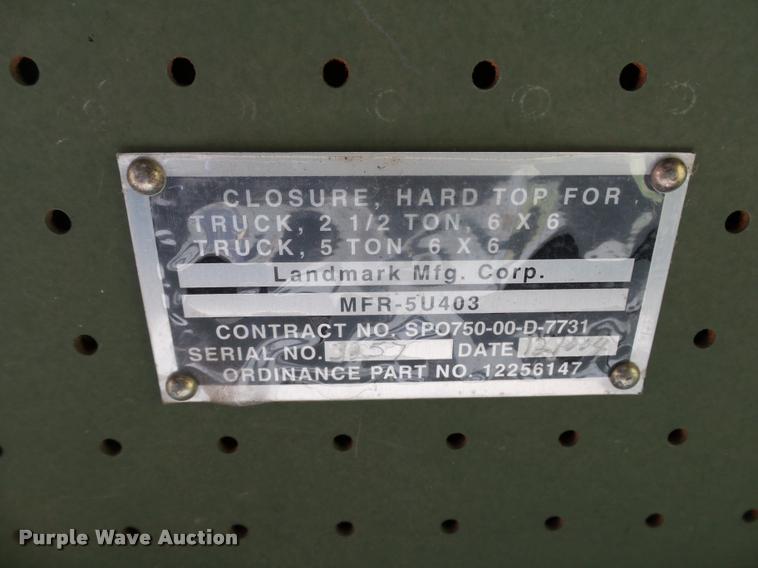 CLOSURE, HARD TOP FOR
TRUCK, 2 1/2 TON, 6 X 6
TRUCK, 5 TON, 6 X 6
Landmark Mfg. Corp.
MFR-5U403
CONTRACT NO. SPO750-00-D-7731
SERIAL NO. DATE
ORDINANCE PART NO. 12256147
Purple Wave Auction